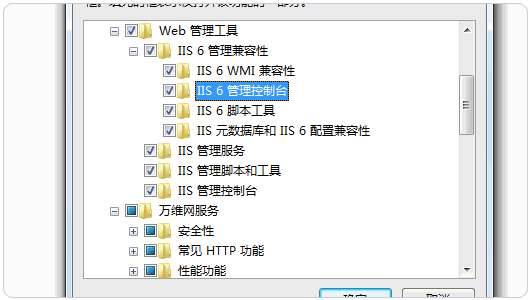 Web 管理工具
IIS 6 管理兼容性
IIS 6 WMI 兼容性
IIS 6 管理控制台
IIS 6 脚本工具
IIS 元数据库和 IIS 6 配置兼容性
IIS 管理服务
IIS 管理脚本和工具
IIS 管理控制台
万维网服务
安全性
常见 HTTP 功能
性能功能